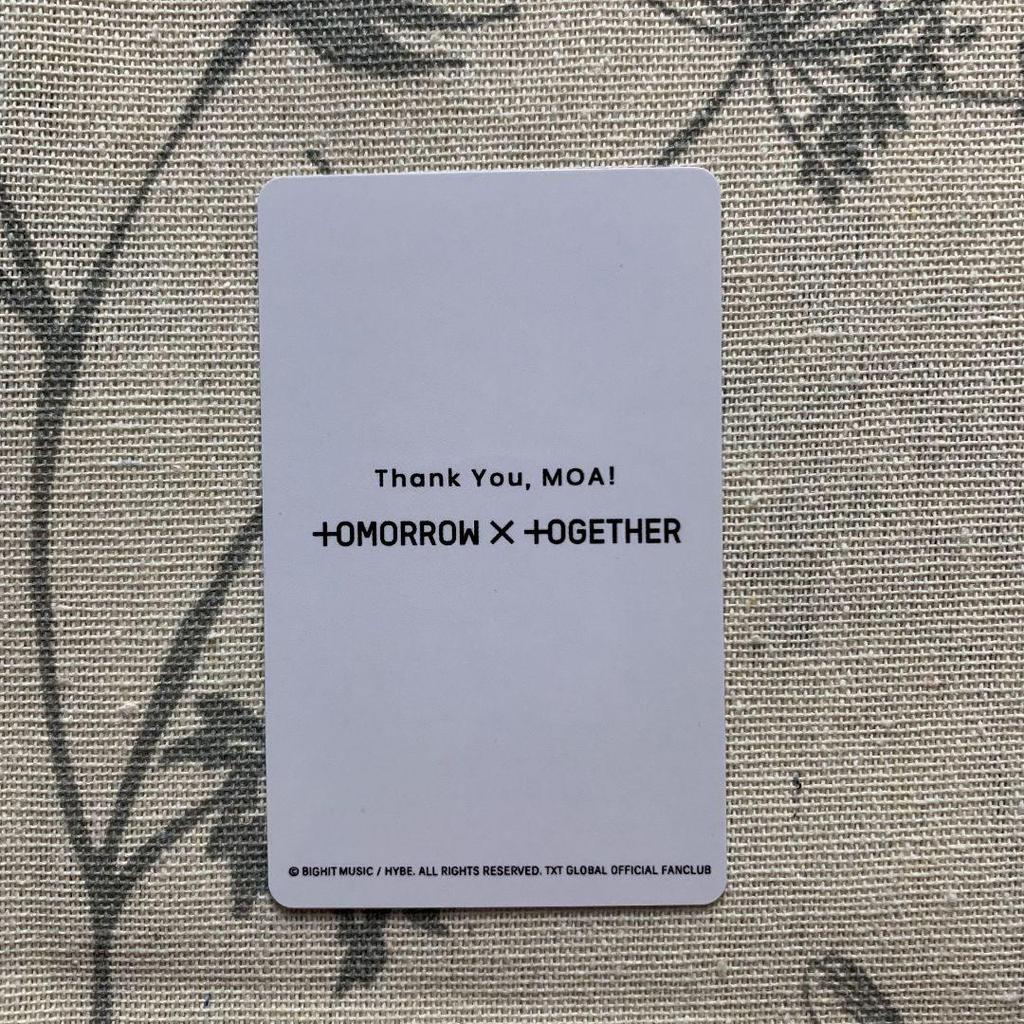 Thank You, MOA!
TOMORROW X TOGETHER
© BIGHIT MUSIC / HYBE. ALL RIGHTS RESERVED. TXT GLOBAL OFFICIAL FANCLUB